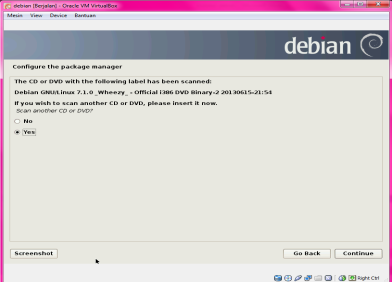 debian [Berjalan] - Oracle VM VirtualBox
Mesin View Device Bantuan
debian
Configure the package manager
The CD or DVD with the following label has been scanned:
Debian GNU/Linux 7.1.0 _Wheezy_ - Official i386 DVD Binary-2 20130615-21:54
If you wish to scan another CD or DVD, please insert it now.
Scan another CD or DVD?
No
Yes
Screenshot Go Back Continue
Right Ctrl